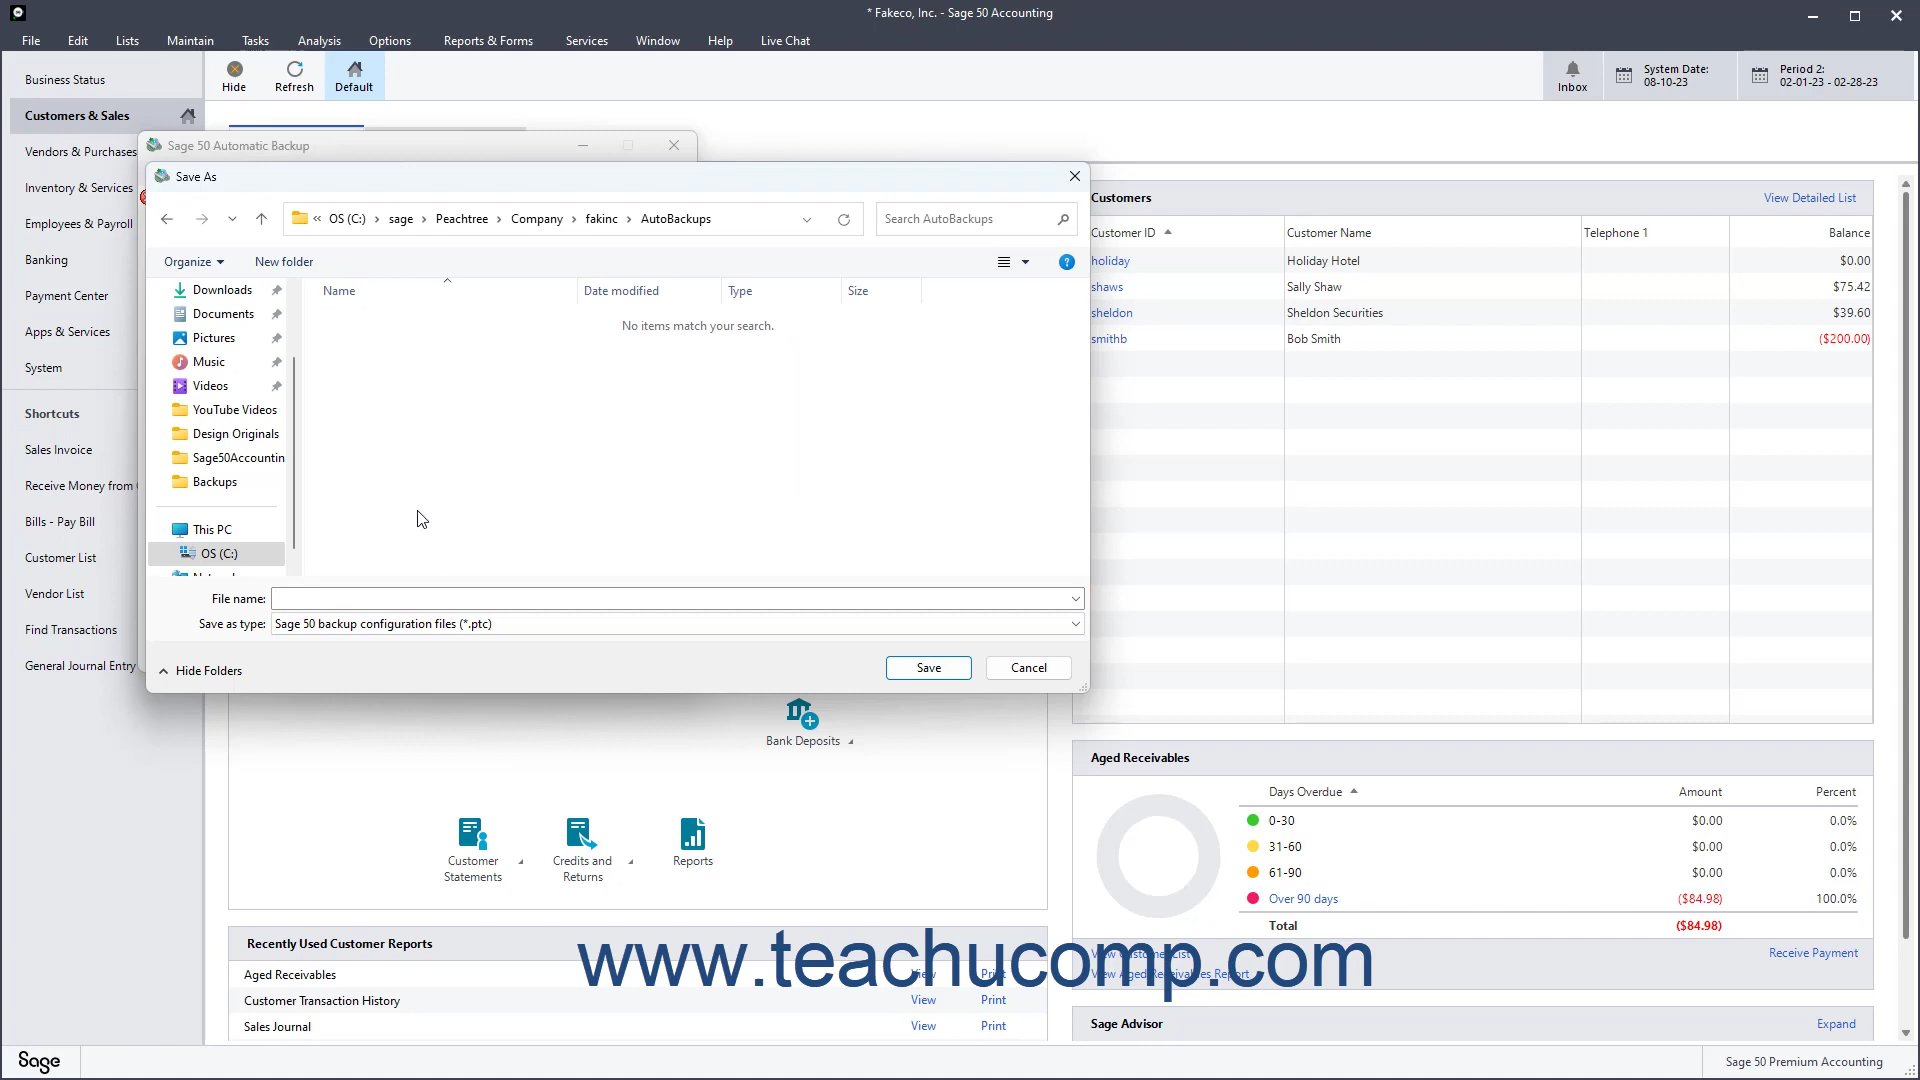 * Fakeco, Inc. - Sage 50 Accounting
File Edit Lists Maintain Tasks Analysis Options Reports & Forms Services Window Help Live Chat
Business Status
Customers & Sales
Vendors & Purchases
Inventory & Services
Employees & Payroll
Banking
Payment Center
Apps & Services
System
Shortcuts
Sales Invoice
Receive Money from
Bills - Pay Bill
Customer List
Vendor List
Find Transactions
General Journal Entry
Hide Refresh Default
Inbox
System Date:
08-10-23
Period 2:
02-01-23 - 02-28-23
Sage 50 Automatic Backup
Save As
« OS (C:) › sage › Peachtree › Company › fakinc › AutoBackups
Search AutoBackups
Organize New folder
?
Downloads
Documents
Pictures
Music
Videos
YouTube Videos
Design Originals
Sage50Accountin
Backups
This PC
OS (C:)
Name Date modified Type Size
No items match your search.
File name:
Save as type: Sage 50 backup configuration files (*.ptc)
Hide Folders
Save Cancel
Customers View Detailed List
Customer ID Customer Name Telephone 1 Balance
holiday Holiday Hotel $0.00
shaws Sally Shaw $75.42
sheldon Sheldon Securities $39.60
smithb Bob Smith ($200.00)
Bank Deposits
Customer
Statements
Credits and
Returns
Reports
Aged Receivables
Days Overdue Amount Percent
0-30 $0.00 0.0%
31-60 $0.00 0.0%
61-90 $0.00 0.0%
Over 90 days ($84.98) 100.0%
Total ($84.98)
View Customer List Receive Payment
View Aged Receivables Report
Recently Used Customer Reports
Aged Receivables View Print
Customer Transaction History View Print
Sales Journal View Print
www.teachucomp.com
Sage Advisor Expand
Sage
Sage 50 Premium Accounting